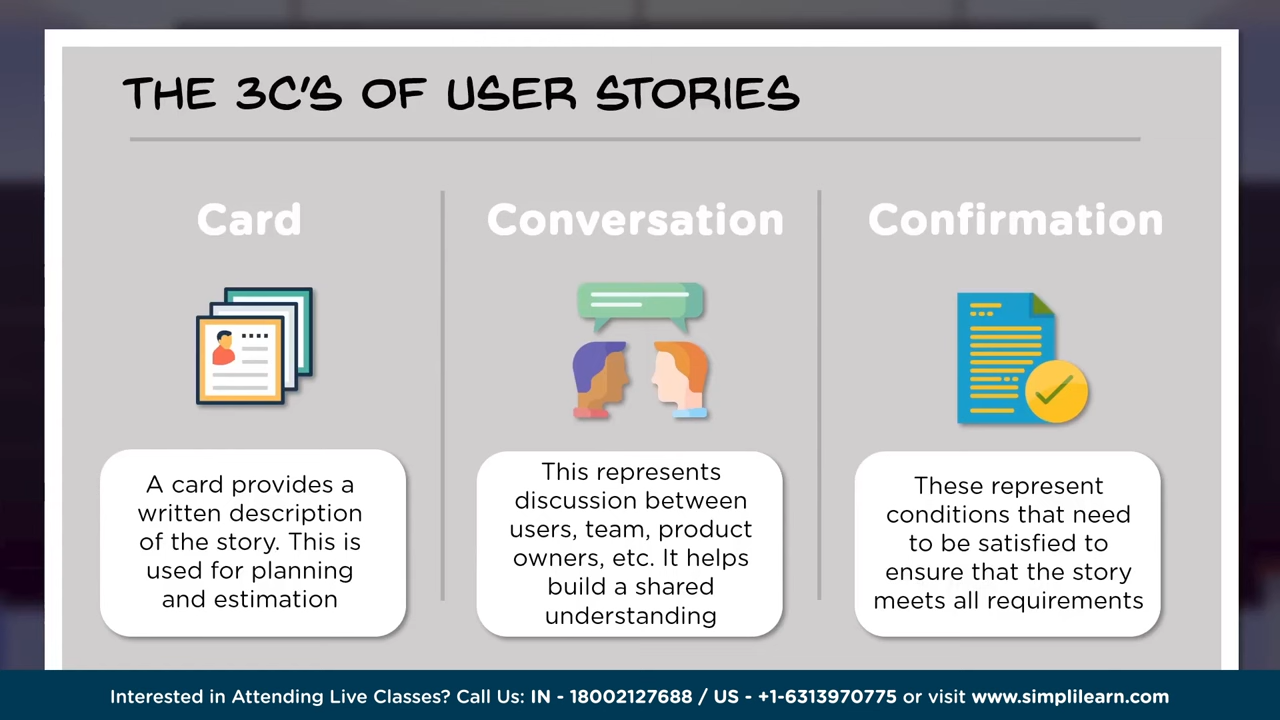 THE 3C'S OF USER STORIES
Card
Conversation
Confirmation
A card provides a
written description
of the story. This is
used for planning
and estimation
This represents
discussion between
users, team, product
owners, etc. It helps
build a shared
understanding
These represent
conditions that need
to be satisfied to
ensure that the story
meets all requirements
Interested in Attending Live Classes? Call Us: IN - 18002127688 / US - +1-6313970775 or visit www.simplilearn.com